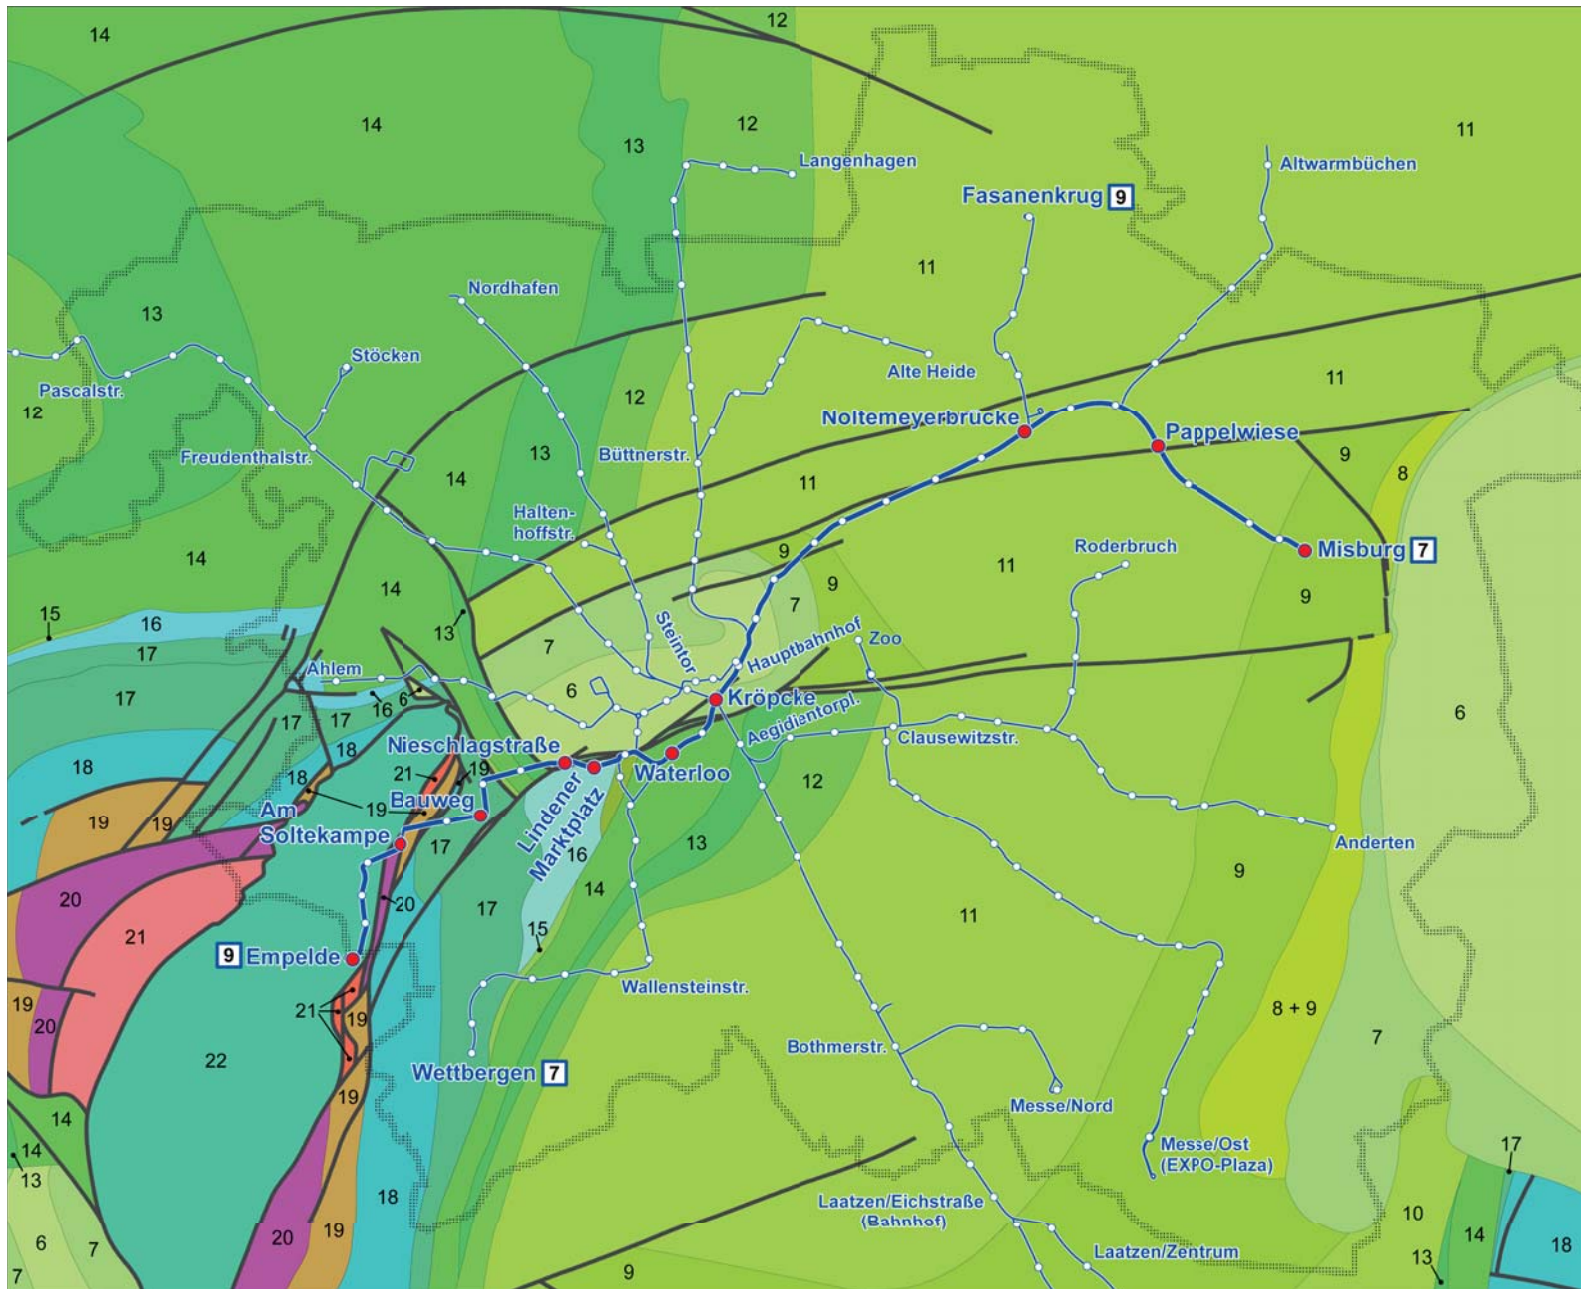 14
12
14
13
12
11
Langenhagen
Altwarmbüchen
Fasanenkrug 9
11
Nordhafen
13
Stöcken
Pascalstr.
12
12
Alte Heide
11
Noltemeyerbrücke
Pappelwiese
Freudenthalstr.
13
Büttnerstr.
14
9
8
11
Halten-
hoffstr.
14
9
Roderbruch
Misburg 7
14
9
11
9
15
16
13
7
7
Steintor
Hauptbahnhof
Zoo
17
Ahlem
17
17
17
16
6
6
Kröpcke
Aegidientorpl.
6
Clausewitzstr.
18
18
Nieschlagstraße
Waterloo
12
21
19
18
19
Bauweg
Am
Soltekampe
Lindener
Marktplatz
19
19
17
16
13
Anderten
20
20
14
9
17
11
21
15
9 Empelde
Wallensteinstr.
19
20
21
19
8 + 9
7
22
Bothmerstr.
Wettbergen 7
19
Messe/Nord
14
14
13
Messe/Ost
(EXPO-Plaza)
17
18
Laatzen/Eichstraße
(Bahnhof)
10
6
7
20
19
14
18
13
Laatzen/Zentrum
7
9